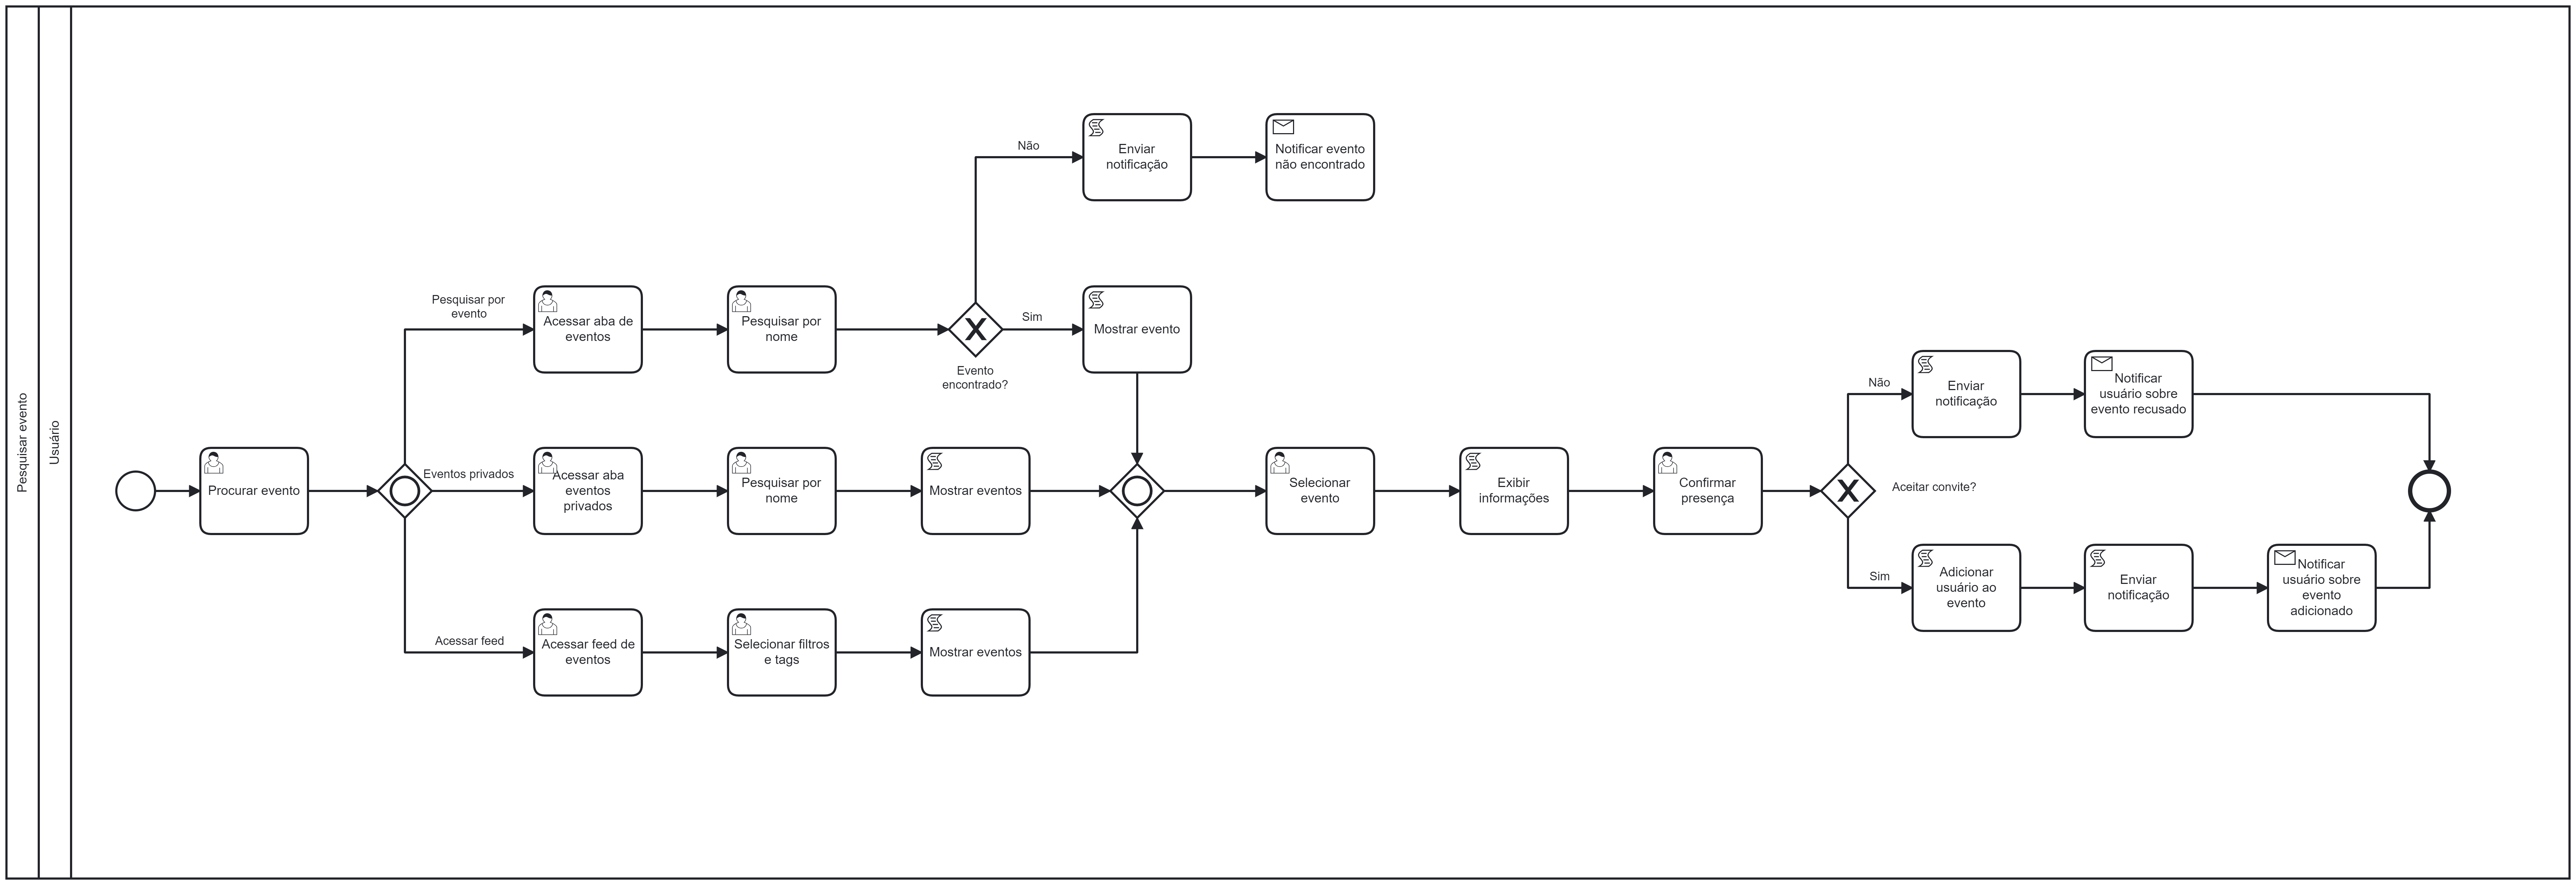 Pesquisar evento
Usuário
Procurar evento
Pesquisar por
evento
Acessar aba de
eventos
Pesquisar por
nome
Evento
encontrado?
Não
Enviar
notificação
Notificar evento
não encontrado
Sim
Mostrar evento
Eventos privados
Acessar aba
eventos
privados
Pesquisar por
nome
Mostrar eventos
Acessar feed
Acessar feed de
eventos
Selecionar filtros
e tags
Mostrar eventos
Selecionar
evento
Exibir
informações
Confirmar
presença
Aceitar convite?
Não
Enviar
notificação
Notificar
usuário sobre
evento recusado
Sim
Adicionar
usuário ao
evento
Enviar
notificação
Notificar
usuário sobre
evento
adicionado